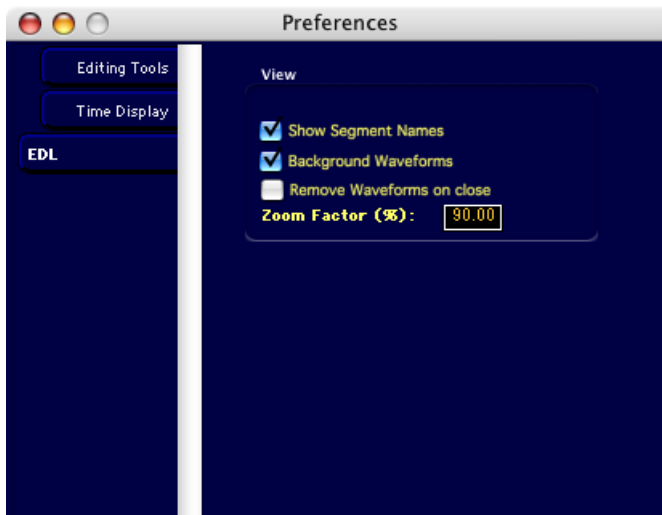 Preferences
Editing Tools
Time Display
EDL
View
Show Segment Names
Background Waveforms
Remove Waveforms on close
Zoom Factor (%): 90.00